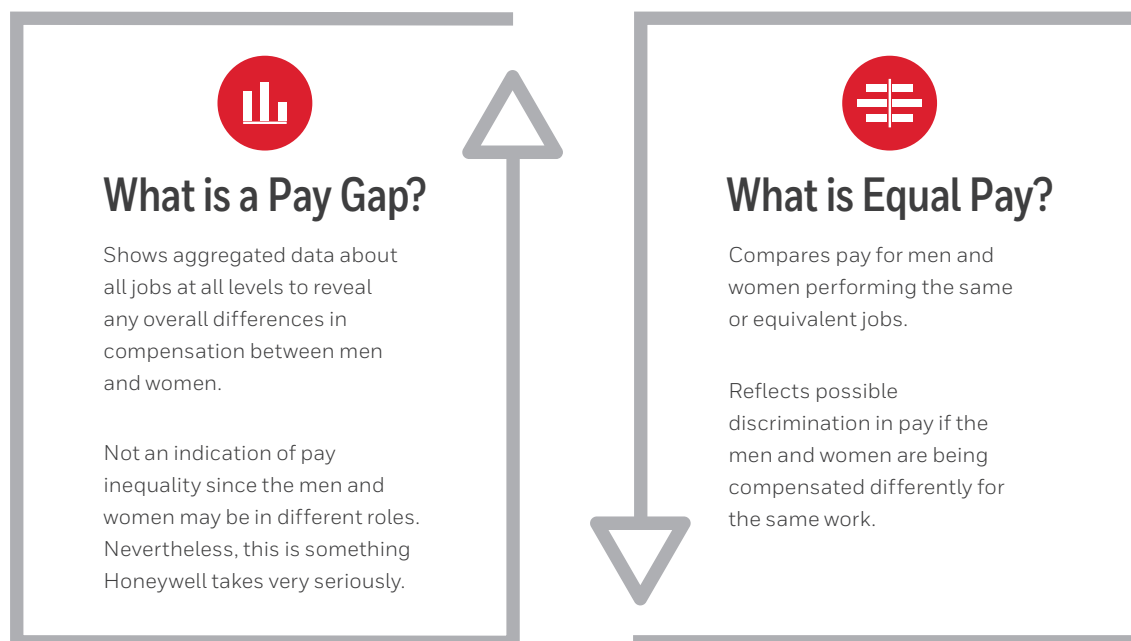 What is a Pay Gap?
Shows aggregated data about
all jobs at all levels to reveal
any overall differences in
compensation between men
and women.
Not an indication of pay
inequality since the men and
women may be in different roles.
Nevertheless, this is something
Honeywell takes very seriously.
What is Equal Pay?
Compares pay for men and
women performing the same
or equivalent jobs.
Reflects possible
discrimination in pay if the
men and women are being
compensated differently for
the same work.